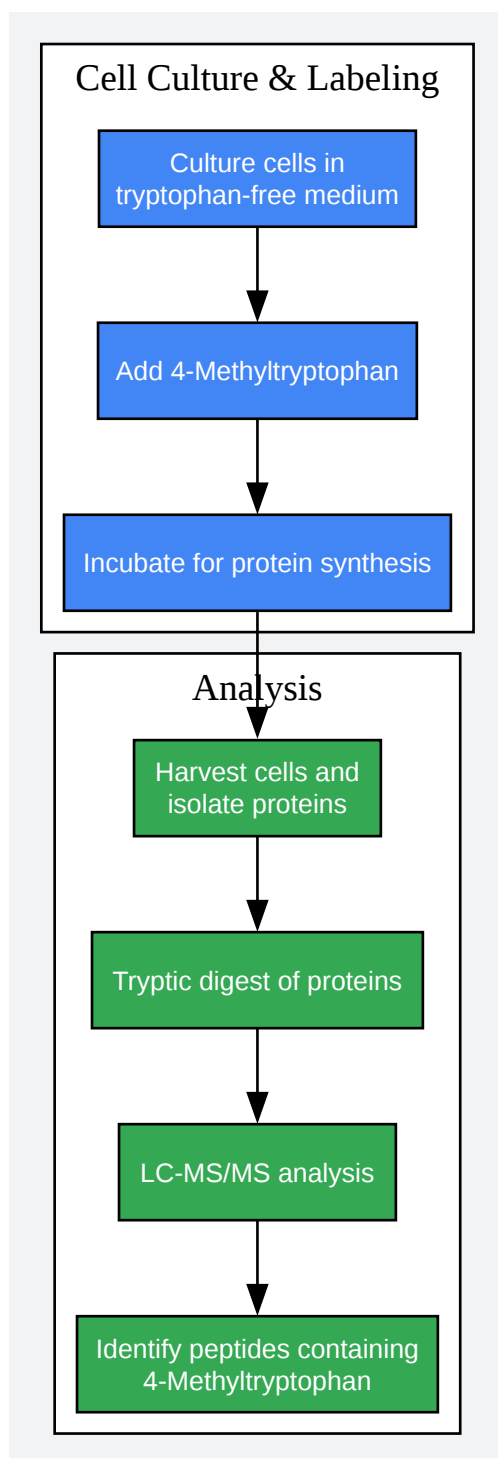 Cell Culture & Labeling
Culture cells in
tryptophan-free medium
Add 4-Methyltryptophan
Incubate for protein synthesis
Analysis
Harvest cells and
isolate proteins
Tryptic digest of proteins
LC-MS/MS analysis
Identify peptides containing
4-Methyltryptophan